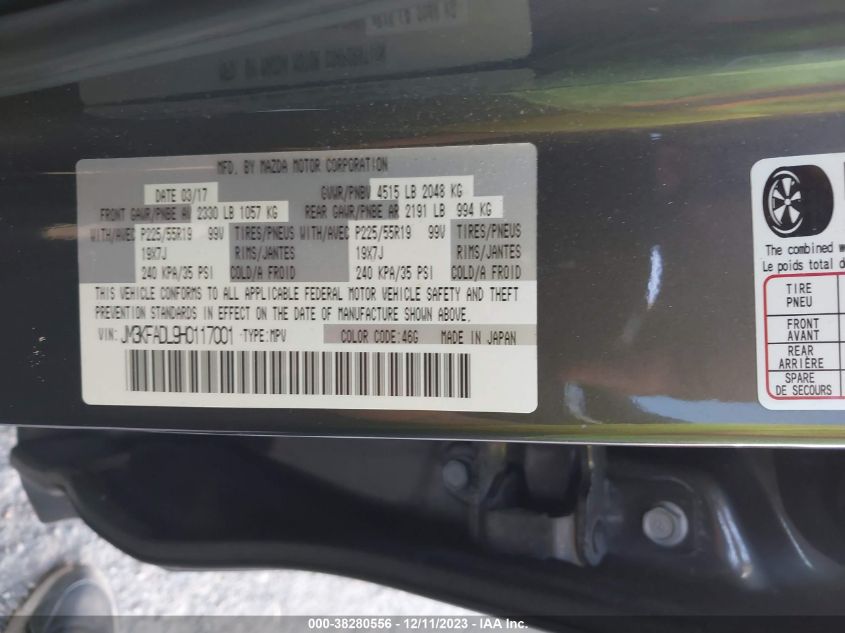 MFD. BY MAZDA MOTOR CORPORATION
DATE 03/17 GVWR/PNBV 4515 LB 2048 KG
FRONT GAWR/PNBE AV 2330 LB 1057 KG REAR GAWR/PNBE AR 2191 LB 994 KG
WITH/AVEC P225/55R19 99V TIRES/PNEUS WITH/AVEC P225/55R19 99V TIRES/PNEUS
19X7J RIMS/JANTES 19X7J RIMS/JANTES
240 KPA/35 PSI COLD/A FROID 240 KPA/35 PSI COLD/A FROID
THIS VEHICLE CONFORMS TO ALL APPLICABLE FEDERAL MOTOR VEHICLE SAFETY AND THEFT
PREVENTION STANDARDS IN EFFECT ON THE DATE OF MANUFACTURE SHOWN ABOVE.
VIN: JM3KFADL9H0117001 TYPE:MPV COLOR CODE:46G MADE IN JAPAN
The combined
Le poids total d
TIRE
PNEU
FRONT
AVANT
REAR
ARRIÈRE
SPARE
DE SECOURS
000-38280556 - 12/11/2023 - IAA Inc.